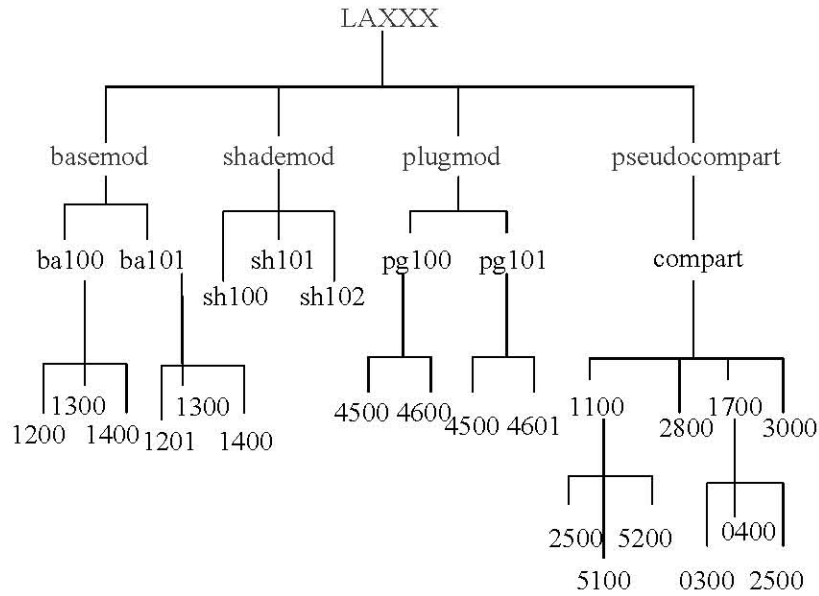 LAXXX
basemod shademod plugmod pseudocompart
ba100 ba101 sh101 pg100 pg101 compart
sh100 sh102
1300 1300 4500 4600 1100 1700
1200 1400 1201 1400 4500 4601 2800 3000
2500 5200 0400
5100 0300 2500